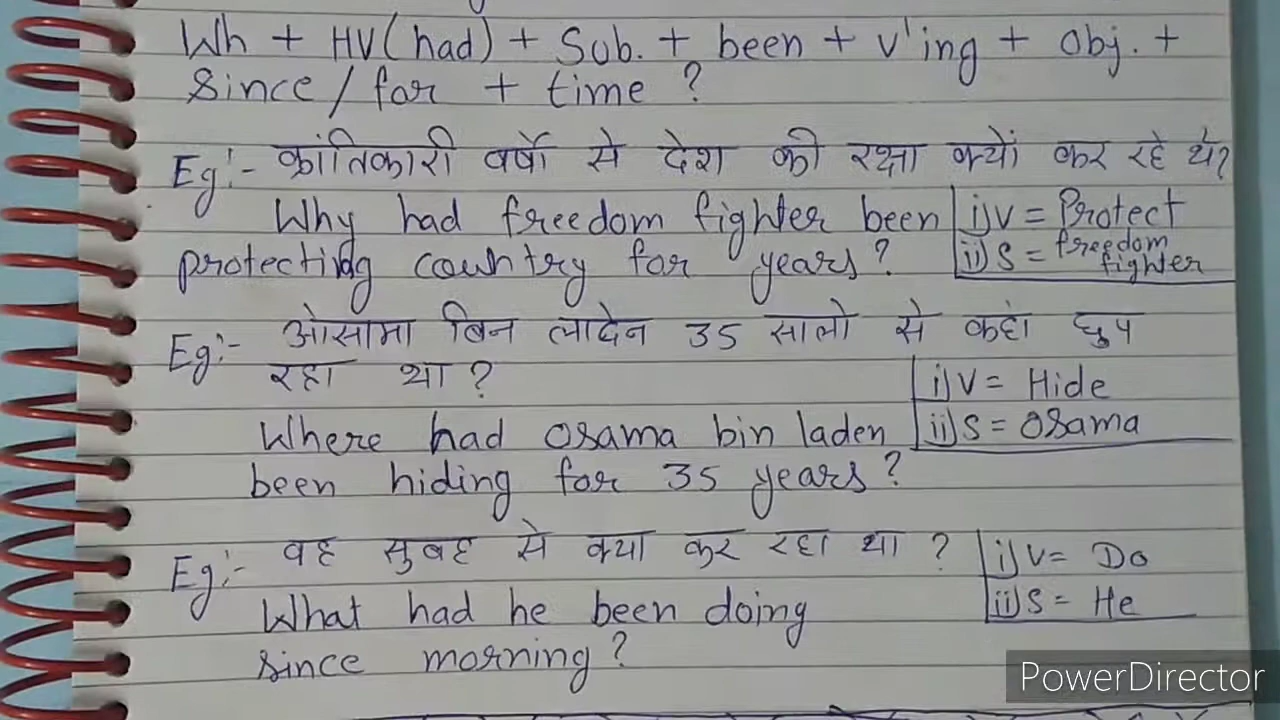 Wh + HV(had) + Sub. + been + v'ing + Obj. +
Since/for + time ?
Eg:- क्रांतिकारी वर्षो से देश की रक्षा क्यों कर रहे थे?
Why had freedom fighter been
i) V = Protect
protecting country for years?
ii) S = freedom fighter
Eg:- ओसामा बिन लादेन 35 सालो से कहां छुप
रहा था ?
i) V = Hide
Where had Osama bin laden
ii) S = Osama
been hiding for 35 years?
Eg:- वह सुबह से क्या कर रहा था ?
i) V = Do
What had he been doing
ii) S = He
since morning?
PowerDirector